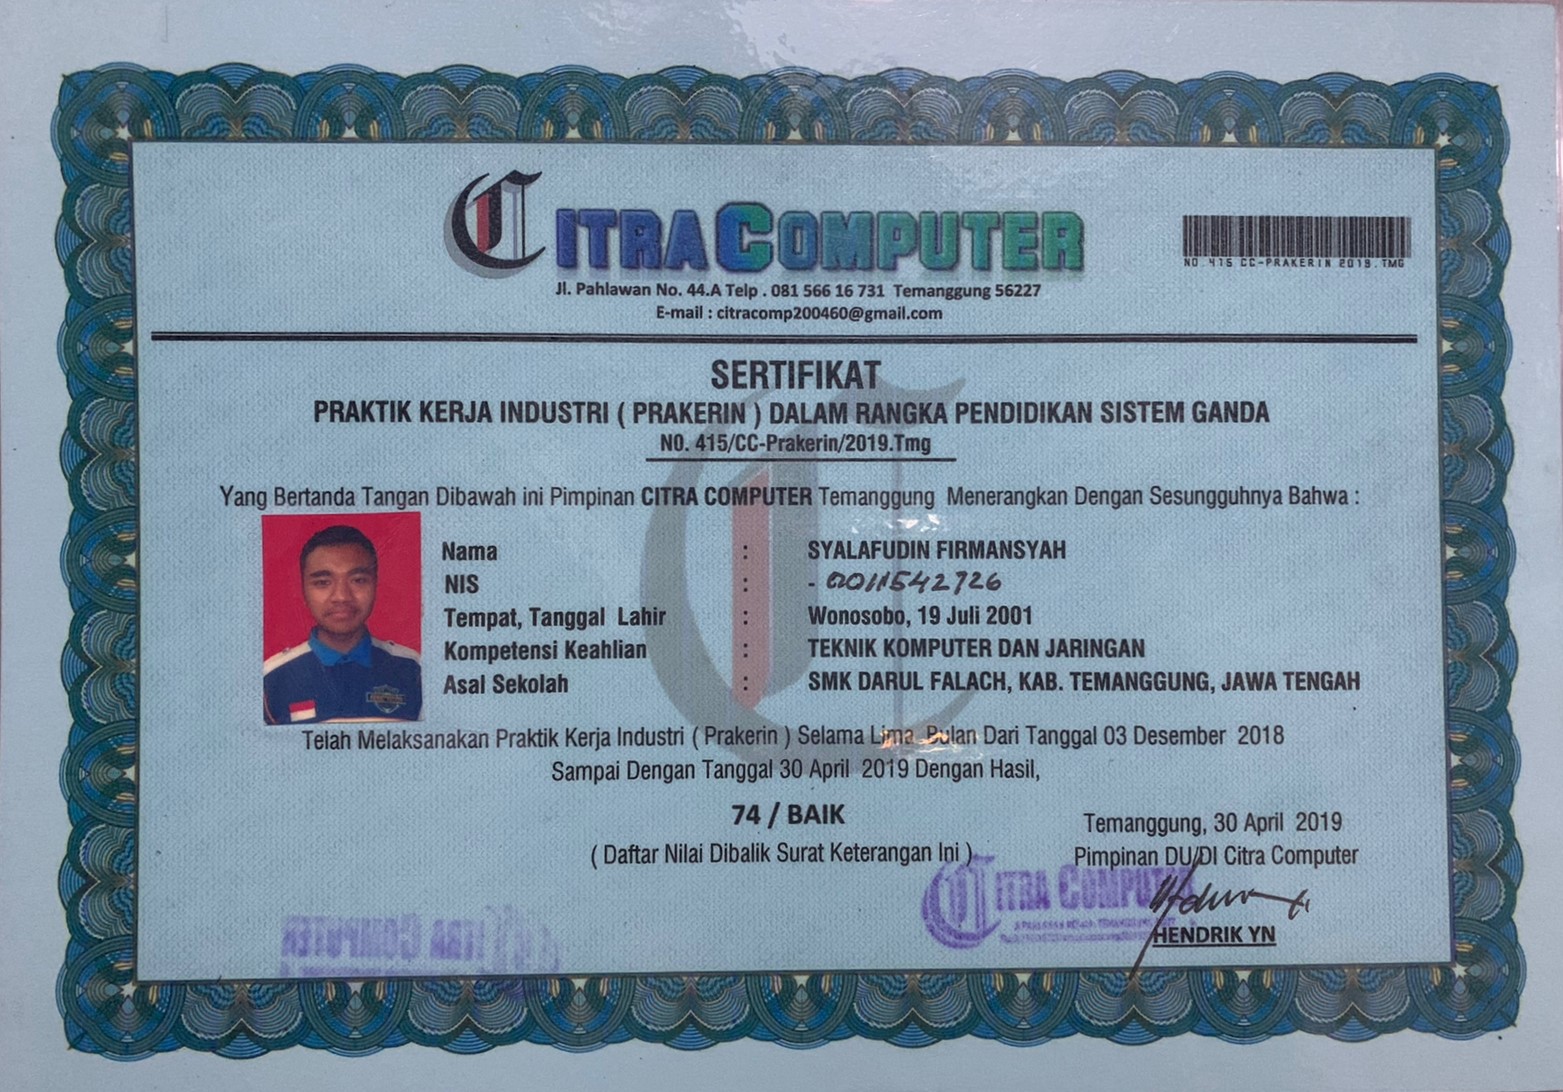 CITRA COMPUTER
NO. 415 CC-PRAKERIN 2019.TMG
Jl. Pahlawan No. 44.A Telp . 081 566 16 731  Temanggung 56227
E-mail : citracomp200460@gmail.com
SERTIFIKAT
PRAKTIK KERJA INDUSTRI ( PRAKERIN ) DALAM RANGKA PENDIDIKAN SISTEM GANDA
NO. 415/CC-Prakerin/2019.Tmg
Yang Bertanda Tangan Dibawah ini Pimpinan CITRA COMPUTER Temanggung  Menerangkan Dengan Sesungguhnya Bahwa :
Nama : SYALAFUDIN FIRMANSYAH
NIS : - 0011542726
Tempat, Tanggal  Lahir : Wonosobo, 19 Juli 2001
Kompetensi Keahlian : TEKNIK KOMPUTER DAN JARINGAN
Asal Sekolah : SMK DARUL FALACH, KAB. TEMANGGUNG, JAWA TENGAH
Telah Melaksanakan Praktik Kerja Industri ( Prakerin ) Selama Lima Bulan Dari Tanggal 03 Desember  2018
Sampai Dengan Tanggal 30 April  2019 Dengan Hasil,
74 / BAIK
( Daftar Nilai Dibalik Surat Keterangan Ini )
Temanggung, 30 April  2019
Pimpinan DU/DI Citra Computer
CITRA COMPUTER
HENDRIK YN